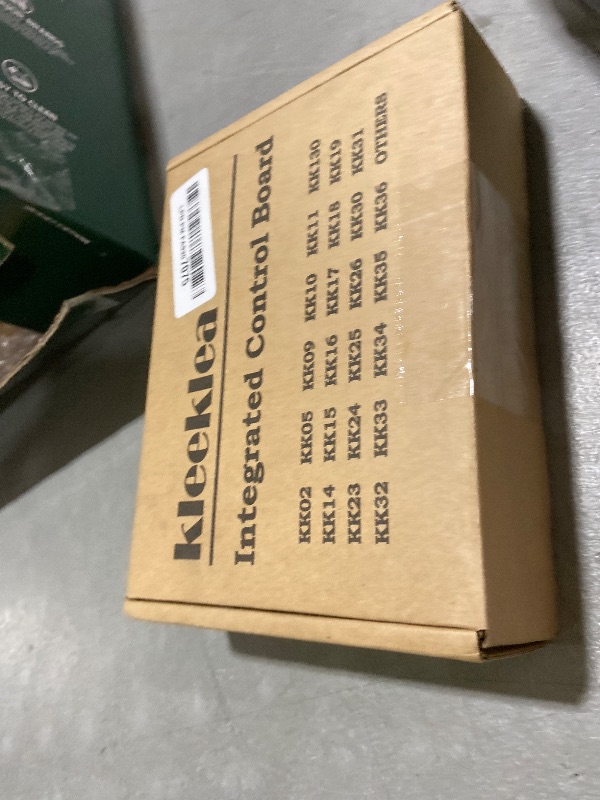 kleeklea
Integrated Control Board
KK02 KK05 KK09 KK10 KK11 KK130
KK14 KK15 KK16 KK17 KK18 KK19
KK23 KK24 KK25 KK26 KK30 KK31
KK32 KK33 KK34 KK35 KK36 OTHERS